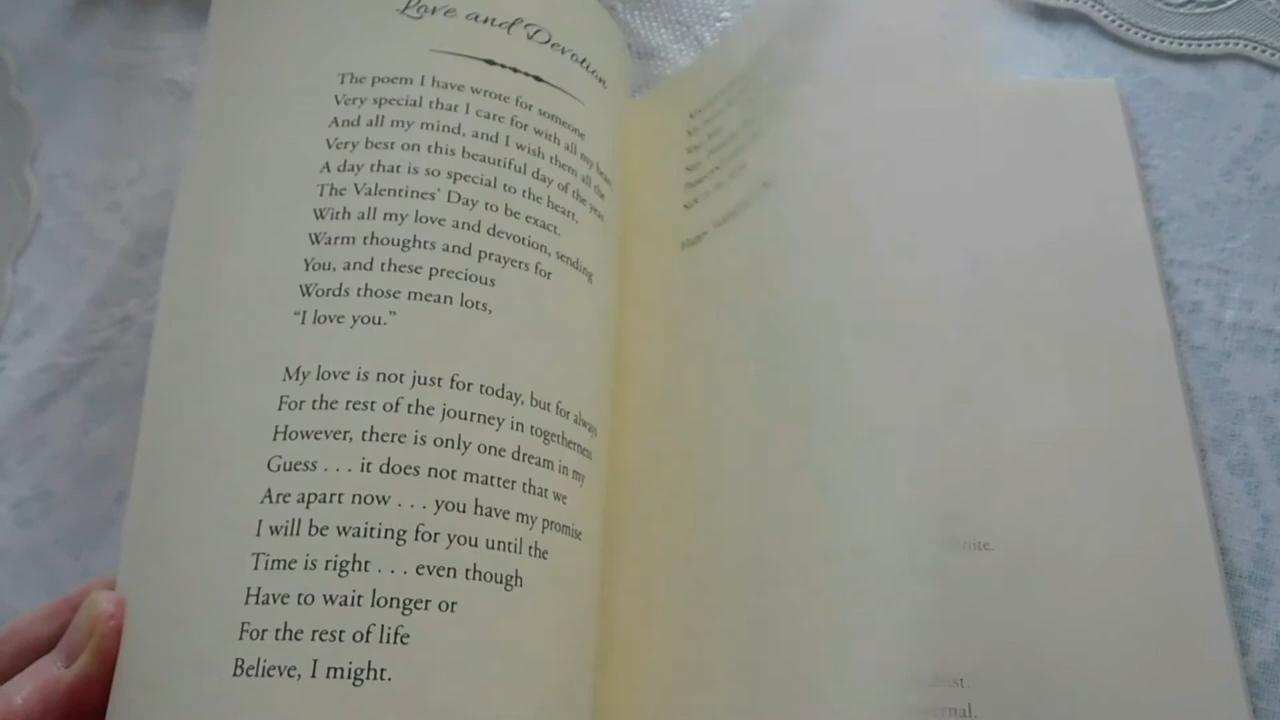 Love and Devotion
The poem I have wrote for someone
Very special that I care for with all my heart
And all my mind, and I wish them all the
Very best on this beautiful day of the year
A day that is so special to the heart,
The Valentines' Day to be exact.
With all my love and devotion, sending
Warm thoughts and prayers for
You, and these precious
Words those mean lots,
“I love you.”
My love is not just for today, but for always
For the rest of the journey in togetherness
However, there is only one dream in my
Guess . . . it does not matter that we
Are apart now . . . you have my promise
I will be waiting for you until the
Time is right . . . even though
Have to wait longer or
For the rest of life
Believe, I might.